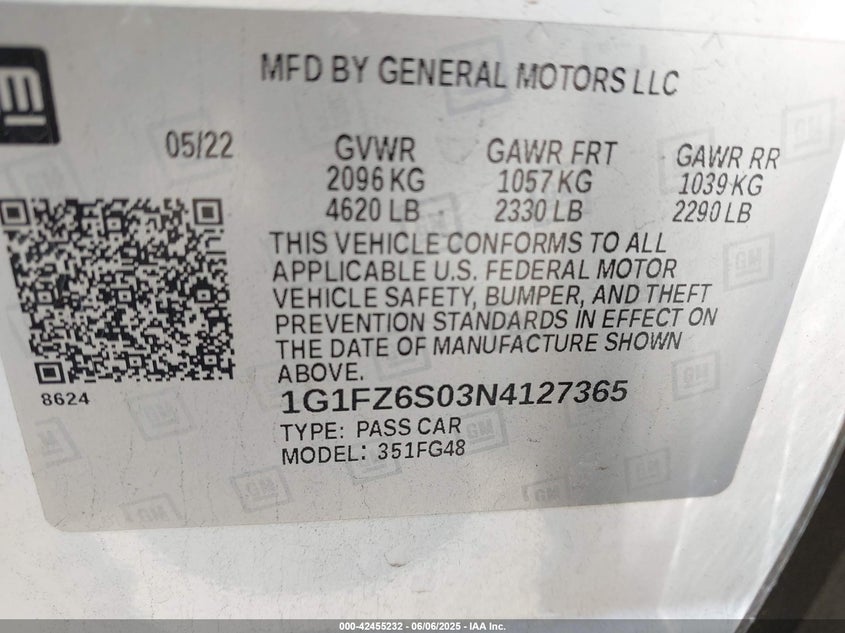 GM
MFD BY GENERAL MOTORS LLC
05/22 GVWR GAWR FRT GAWR RR
2096 KG 1057 KG 1039 KG
4620 LB 2330 LB 2290 LB
THIS VEHICLE CONFORMS TO ALL
APPLICABLE U.S. FEDERAL MOTOR
VEHICLE SAFETY, BUMPER, AND THEFT
PREVENTION STANDARDS IN EFFECT ON
THE DATE OF MANUFACTURE SHOWN
ABOVE.
8624
1G1FZ6S03N4127365
TYPE: PASS CAR
MODEL: 351FG48
000-42455232 - 06/06/2025 - IAA Inc.